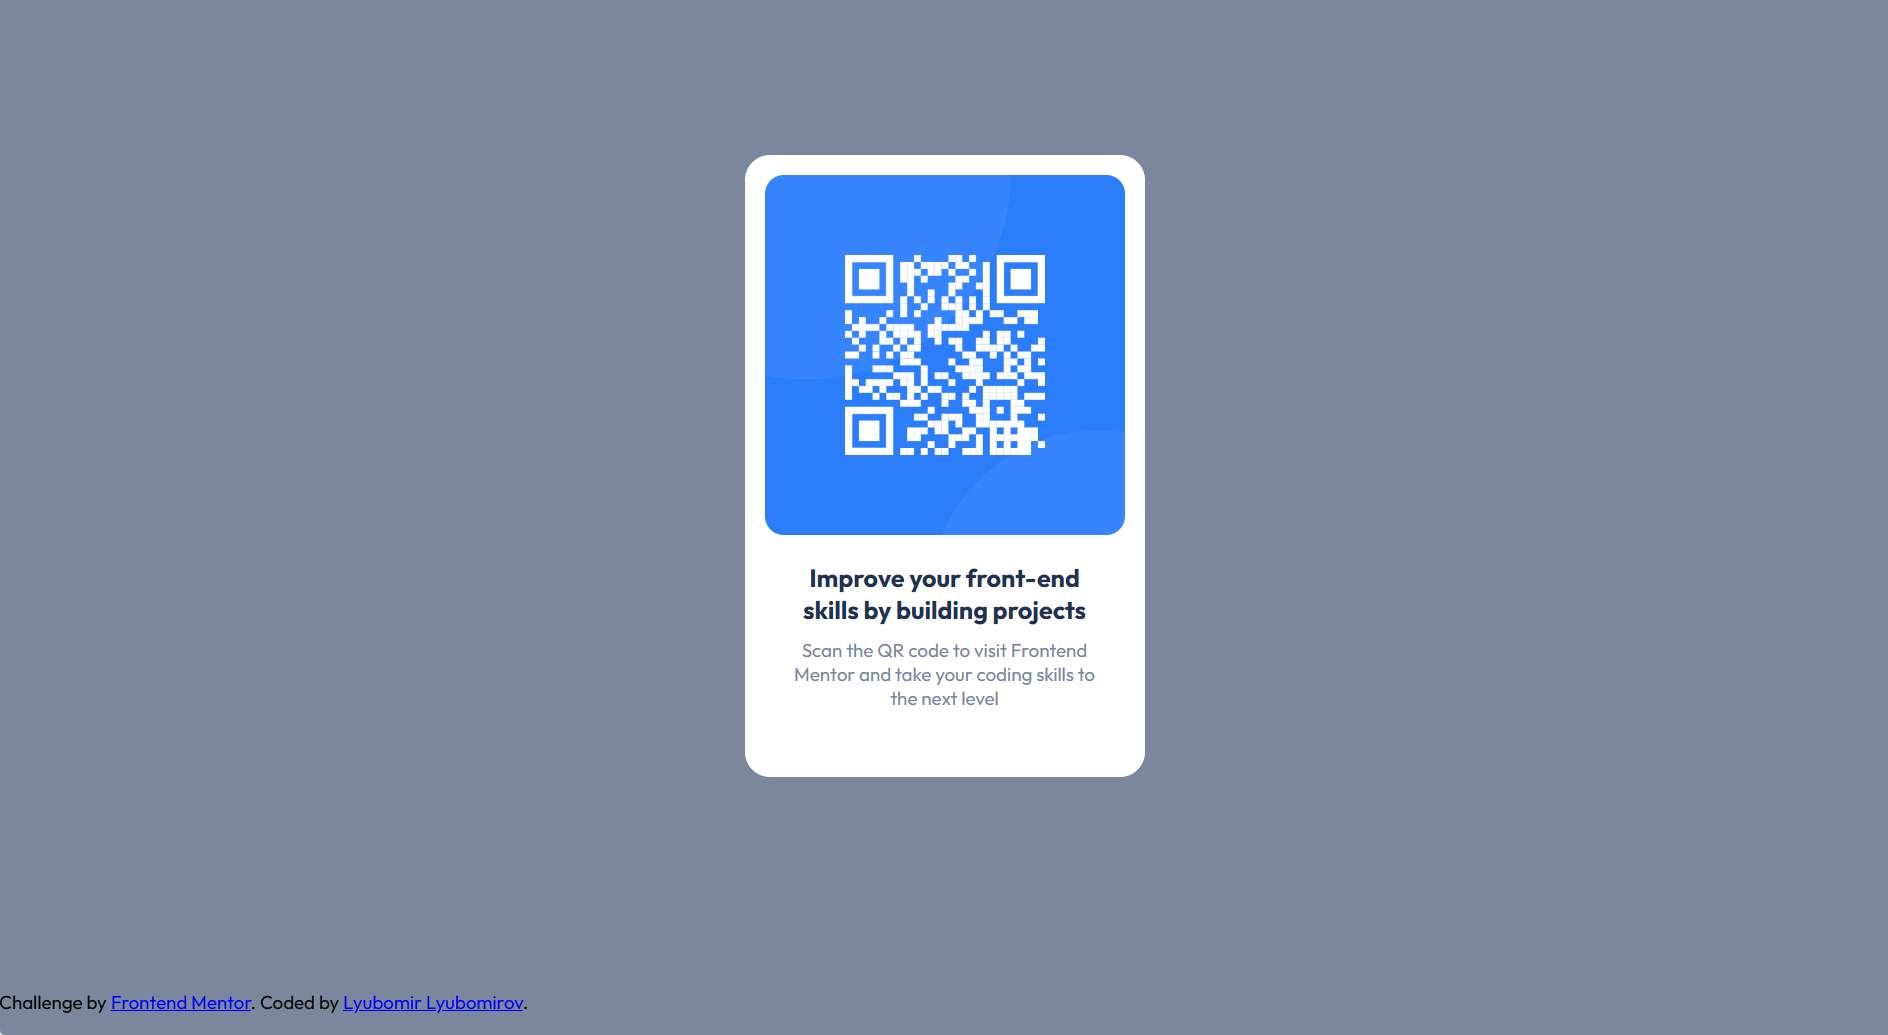 Improve your front-end
skills by building projects
Scan the QR code to visit Frontend
Mentor and take your coding skills to
the next level
Challenge by Frontend Mentor. Coded by Lyubomir Lyubomirov.